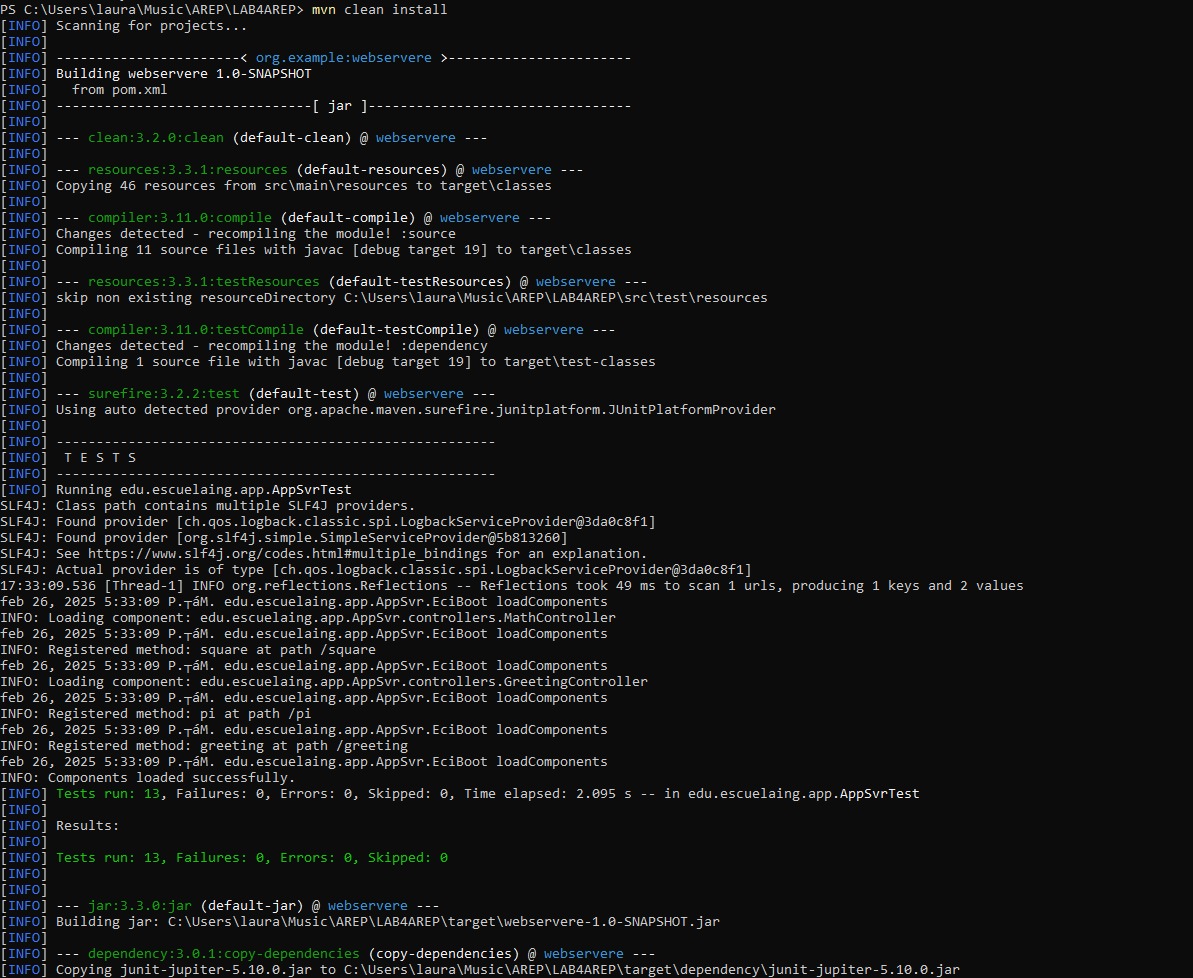 PS C:\Users\laura\Music\AREP\LAB4AREP> mvn clean install
[INFO] Scanning for projects...
[INFO]
[INFO] -----------------------< org.example:webservere >-----------------------
[INFO] Building webservere 1.0-SNAPSHOT
[INFO]   from pom.xml
[INFO] --------------------------------[ jar ]---------------------------------
[INFO]
[INFO] --- clean:3.2.0:clean (default-clean) @ webservere ---
[INFO]
[INFO] --- resources:3.3.1:resources (default-resources) @ webservere ---
[INFO] Copying 46 resources from src\main\resources to target\classes
[INFO]
[INFO] --- compiler:3.11.0:compile (default-compile) @ webservere ---
[INFO] Changes detected - recompiling the module! :source
[INFO] Compiling 11 source files with javac [debug target 19] to target\classes
[INFO]
[INFO] --- resources:3.3.1:testResources (default-testResources) @ webservere ---
[INFO] skip non existing resourceDirectory C:\Users\laura\Music\AREP\LAB4AREP\src\test\resources
[INFO]
[INFO] --- compiler:3.11.0:testCompile (default-testCompile) @ webservere ---
[INFO] Changes detected - recompiling the module! :dependency
[INFO] Compiling 1 source file with javac [debug target 19] to target\test-classes
[INFO]
[INFO] --- surefire:3.2.2:test (default-test) @ webservere ---
[INFO] Using auto detected provider org.apache.maven.surefire.junitplatform.JUnitPlatformProvider
[INFO]
[INFO] -------------------------------------------------------
[INFO]  T E S T S
[INFO] -------------------------------------------------------
[INFO] Running edu.escuelaing.app.AppSvrTest
SLF4J: Class path contains multiple SLF4J providers.
SLF4J: Found provider [ch.qos.logback.classic.spi.LogbackServiceProvider@3da0c8f1]
SLF4J: Found provider [org.slf4j.simple.SimpleServiceProvider@5b813260]
SLF4J: See https://www.slf4j.org/codes.html#multiple_bindings for an explanation.
SLF4J: Actual provider is of type [ch.qos.logback.classic.spi.LogbackServiceProvider@3da0c8f1]
17:33:09.536 [Thread-1] INFO org.reflections.Reflections -- Reflections took 49 ms to scan 1 urls, producing 1 keys and 2 values
feb 26, 2025 5:33:09 P.┬áM. edu.escuelaing.app.AppSvr.EciBoot loadComponents
INFO: Loading component: edu.escuelaing.app.AppSvr.controllers.MathController
feb 26, 2025 5:33:09 P.┬áM. edu.escuelaing.app.AppSvr.EciBoot loadComponents
INFO: Registered method: square at path /square
feb 26, 2025 5:33:09 P.┬áM. edu.escuelaing.app.AppSvr.EciBoot loadComponents
INFO: Loading component: edu.escuelaing.app.AppSvr.controllers.GreetingController
feb 26, 2025 5:33:09 P.┬áM. edu.escuelaing.app.AppSvr.EciBoot loadComponents
INFO: Registered method: pi at path /pi
feb 26, 2025 5:33:09 P.┬áM. edu.escuelaing.app.AppSvr.EciBoot loadComponents
INFO: Registered method: greeting at path /greeting
feb 26, 2025 5:33:09 P.┬áM. edu.escuelaing.app.AppSvr.EciBoot loadComponents
INFO: Components loaded successfully.
[INFO] Tests run: 13, Failures: 0, Errors: 0, Skipped: 0, Time elapsed: 2.095 s -- in edu.escuelaing.app.AppSvrTest
[INFO]
[INFO] Results:
[INFO]
[INFO] Tests run: 13, Failures: 0, Errors: 0, Skipped: 0
[INFO]
[INFO]
[INFO] --- jar:3.3.0:jar (default-jar) @ webservere ---
[INFO] Building jar: C:\Users\laura\Music\AREP\LAB4AREP\target\webservere-1.0-SNAPSHOT.jar
[INFO]
[INFO] --- dependency:3.0.1:copy-dependencies (copy-dependencies) @ webservere ---
[INFO] Copying junit-jupiter-5.10.0.jar to C:\Users\laura\Music\AREP\LAB4AREP\target\dependency\junit-jupiter-5.10.0.jar